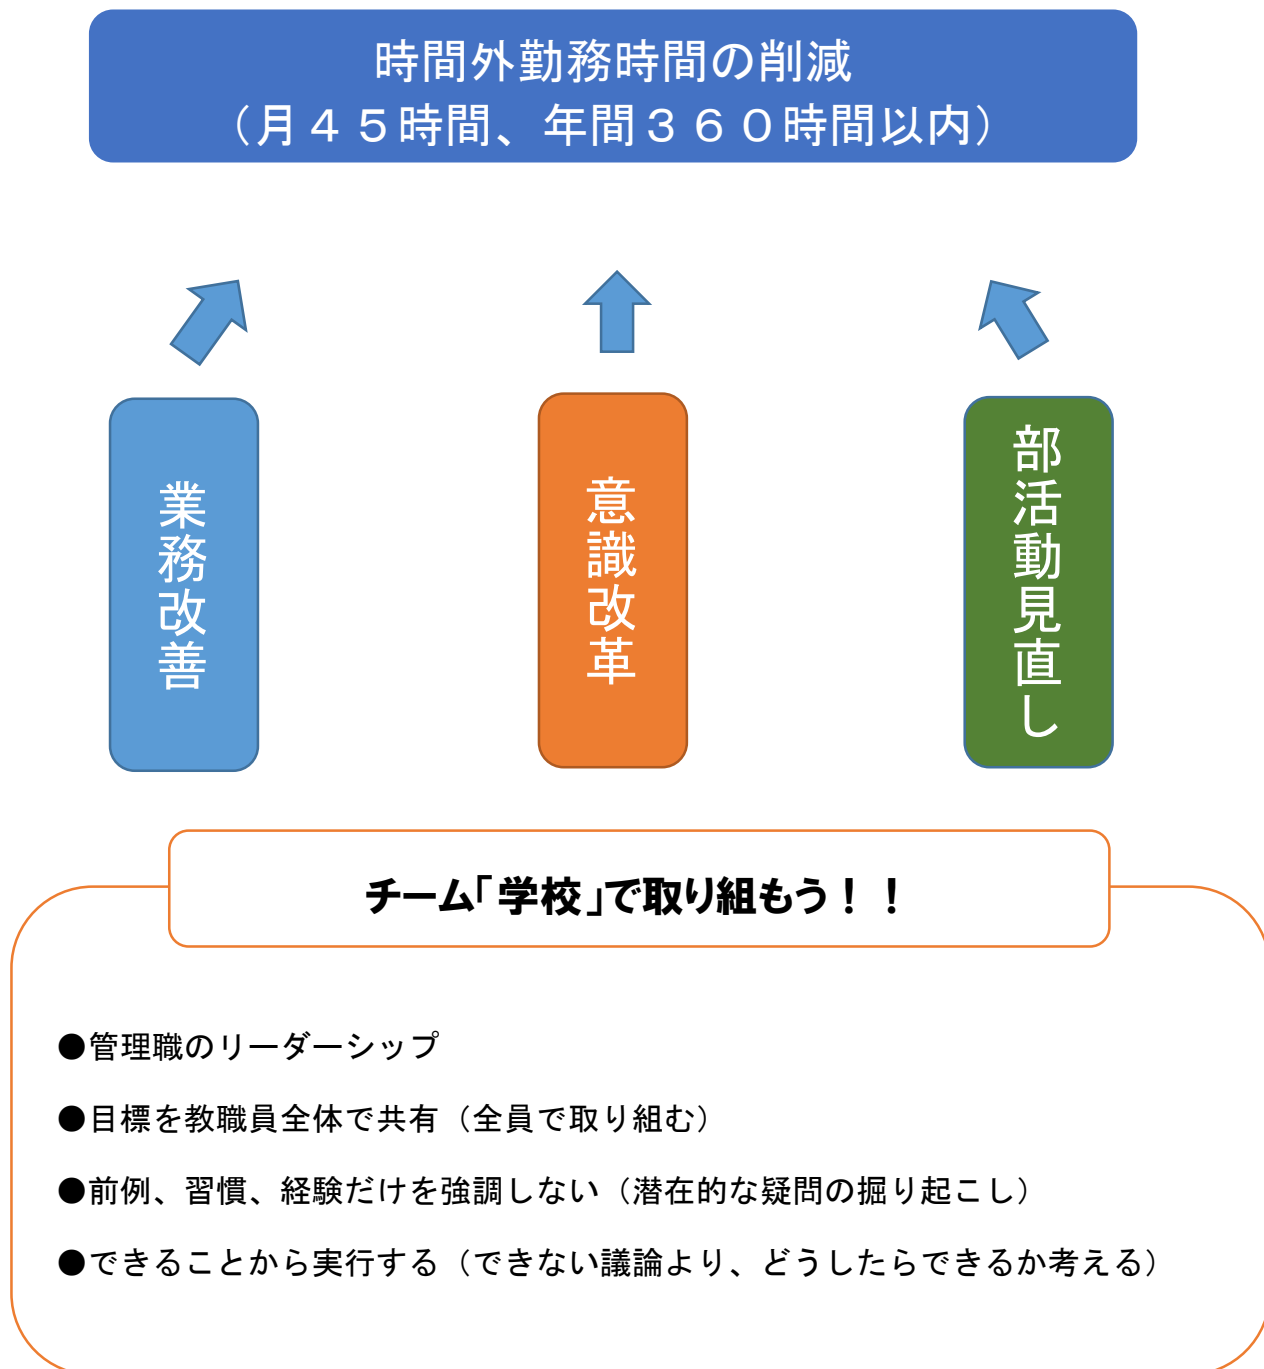 時間外勤務時間の削減
（月４５時間、年間３６０時間以内）
業務改善
意識改革
部活動見直し
チーム「学校」で取り組もう！！
●管理職のリーダーシップ
●目標を教職員全体で共有（全員で取り組む）
●前例、習慣、経験だけを強調しない（潜在的な疑問の掘り起こし）
●できることから実行する（できない議論より、どうしたらできるか考える）